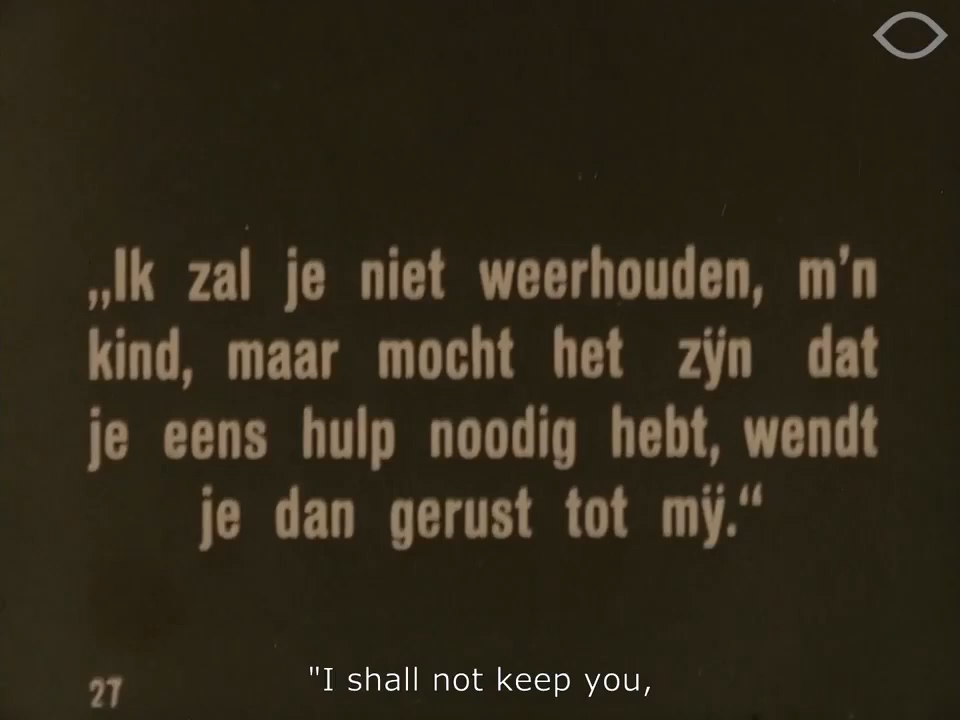 „Ik zal je niet weerhouden, m’n
kind, maar mocht het zÿn dat
je eens hulp noodig hebt, wendt
je dan gerust tot mÿ.“
27
"I shall not keep you,